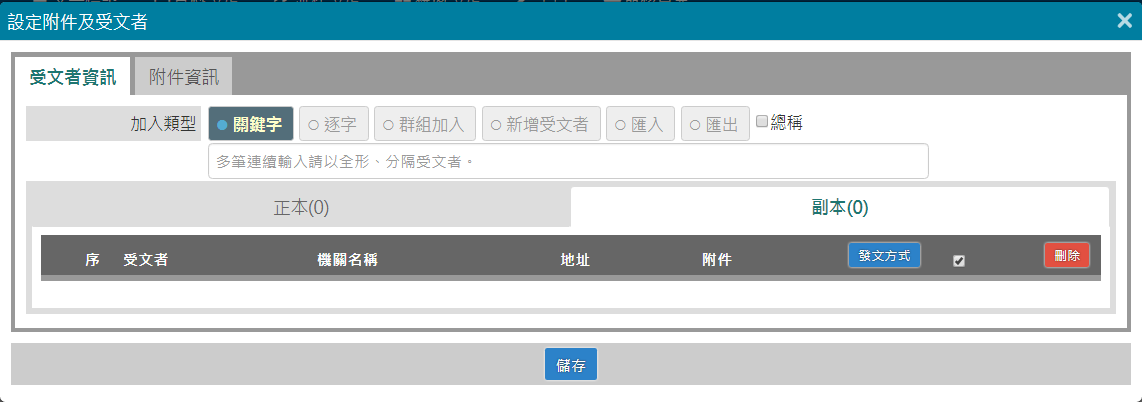 設定附件及受文者
受文者資訊 附件資訊
加入類型 關鍵字 逐字 群組加入 新增受文者 匯入 匯出 總稱
多筆連續輸入請以全形、分隔受文者。
正本(0) 副本(0)
序 受文者 機關名稱 地址 附件 發文方式 刪除
儲存